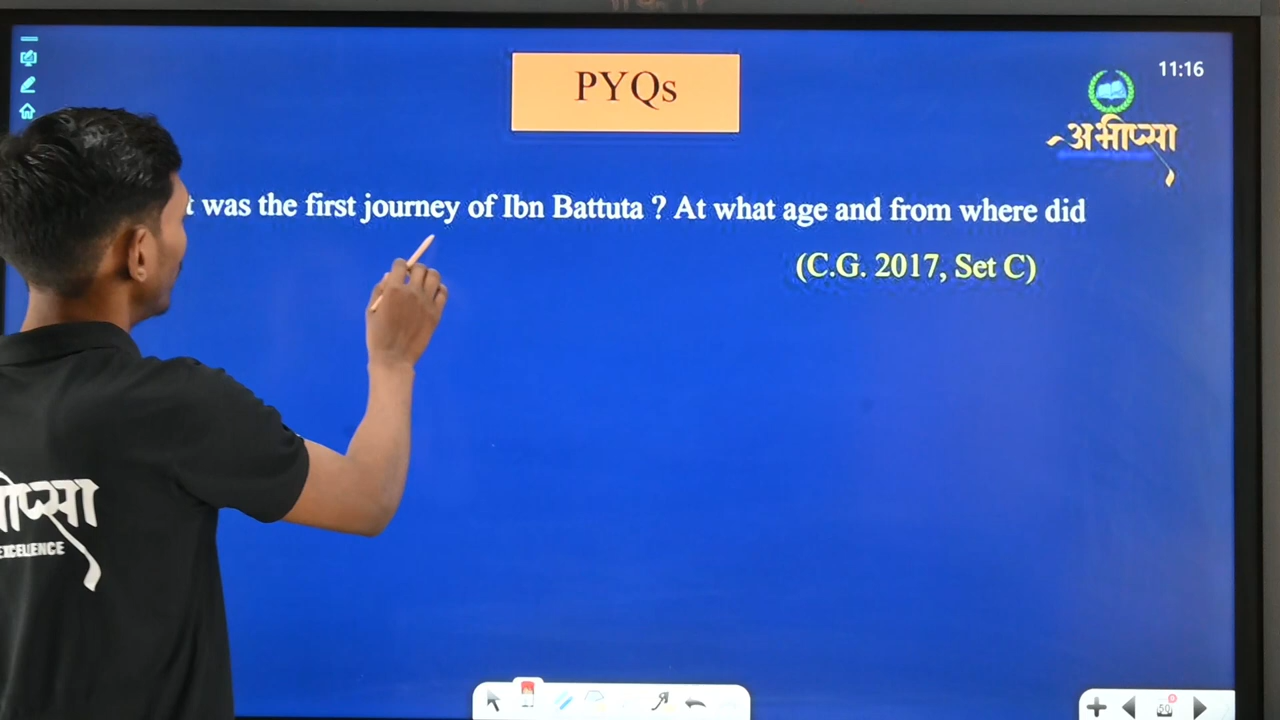 PYQs
11:16
अभीप्सा
t was the first journey of Ibn Battuta ? At what age and from where did
(C.G. 2017, Set C)
ीप्सा
EXCELLENCE
50